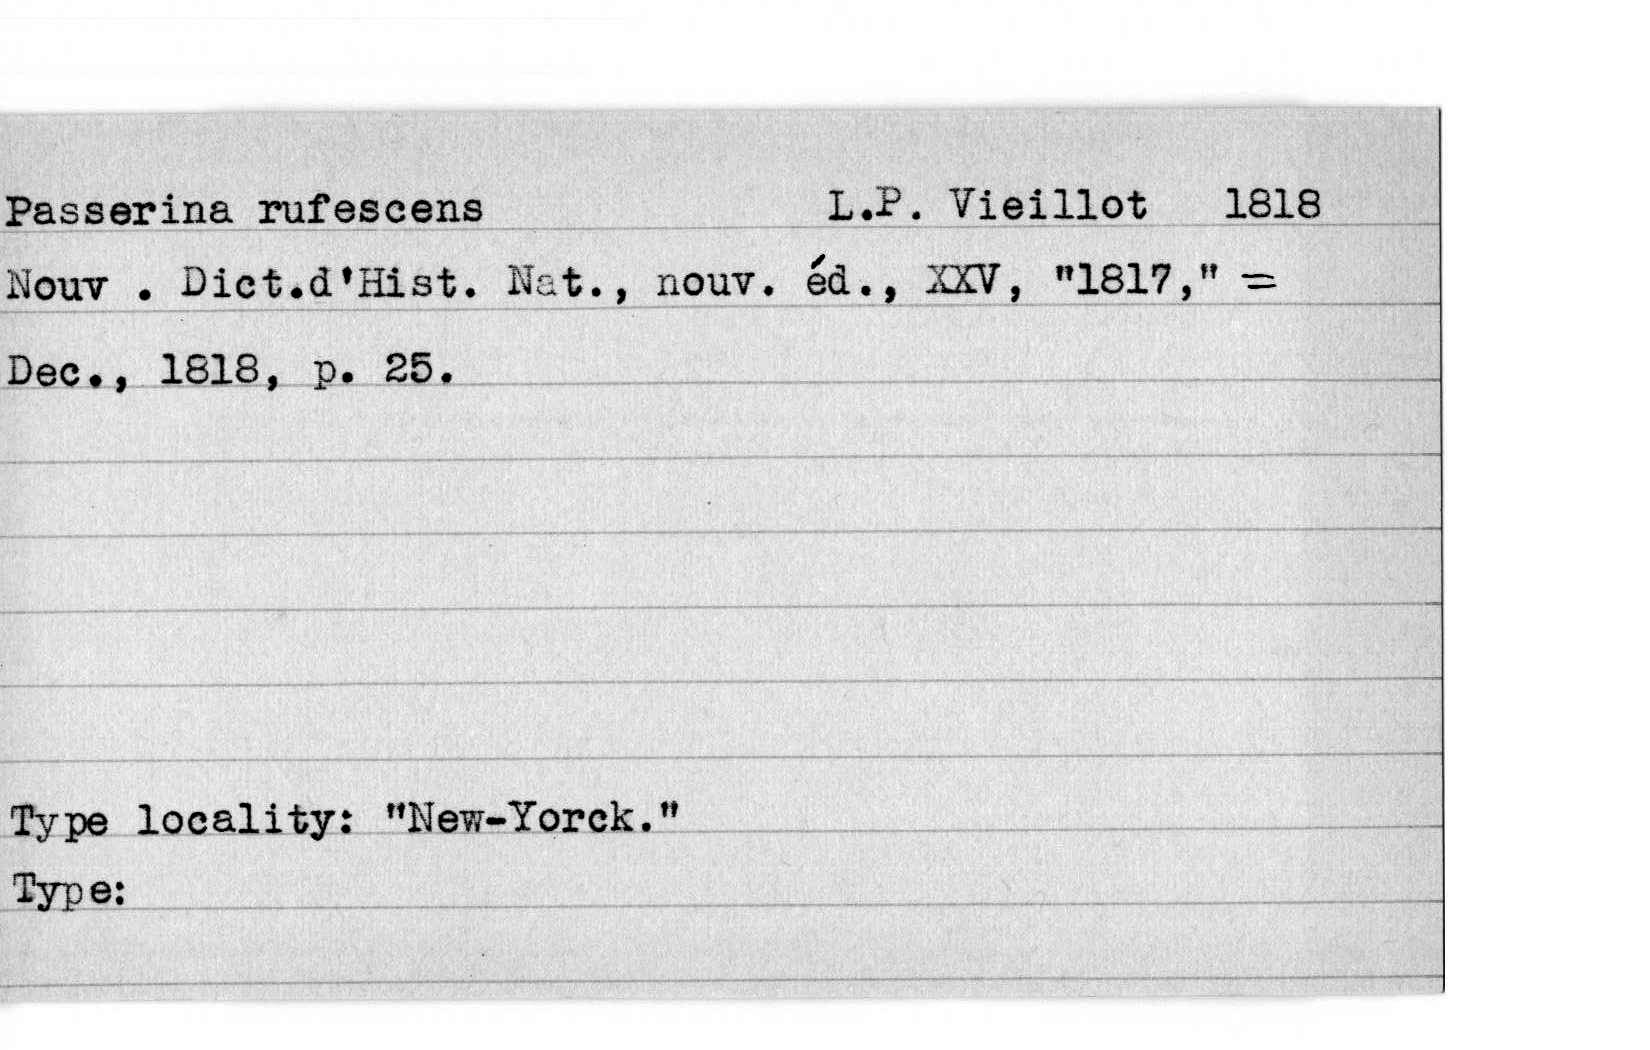 Passerina rufescens L.P. Vieillot 1818
Nouv . Dict.d'Hist. Nat., nouv. éd., XXV, "1817," =
Dec., 1818, p. 25.
Type locality: "New-Yorck."
Type: